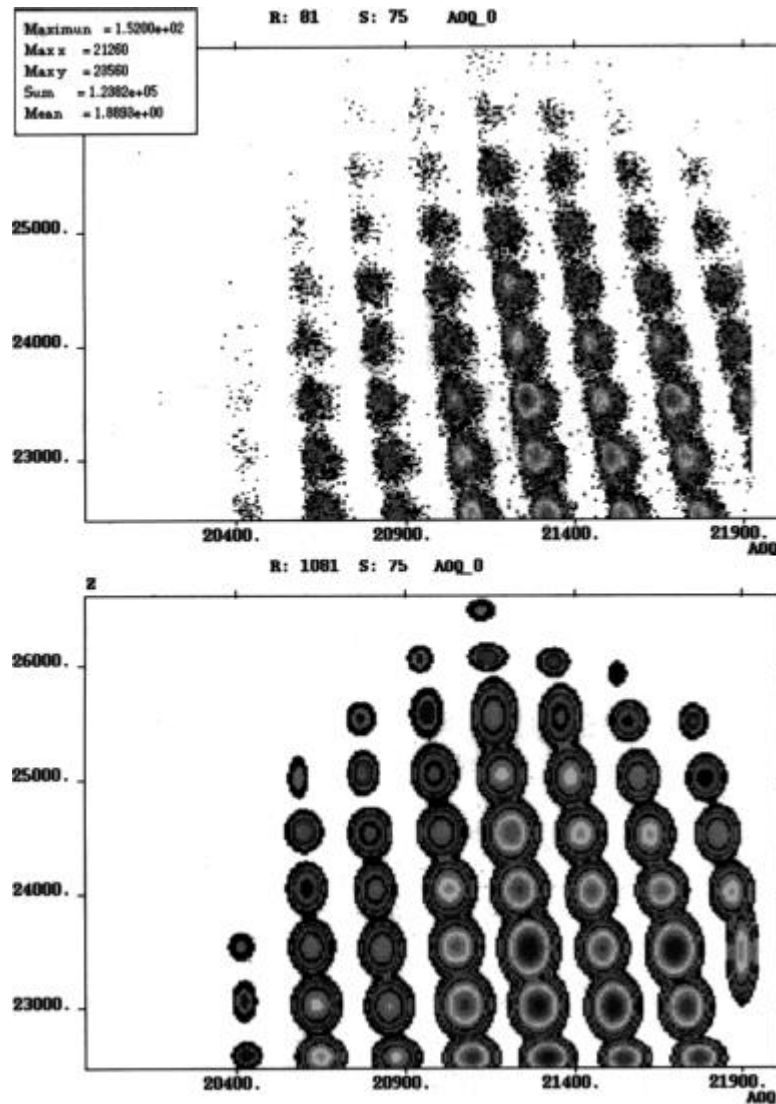 R: 81 S: 75 AOQ_0
Maximun = 1.5200e+02
Max x = 21260
Max y = 23560
Sum = 1.2382e+05
Mean = 1.8893e+00
25000.
24000.
23000.
20400. 20900. 21400. 21900.
AOQ
R: 1081 S: 75 AOQ_0
Z
26000.
25000.
24000.
23000.
20400. 20900. 21400. 21900.
AOQ